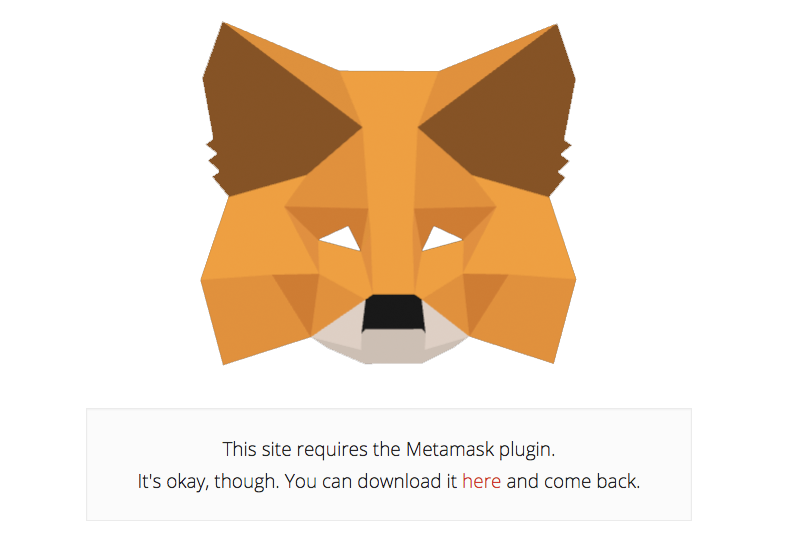 This site requires the Metamask plugin.
It's okay, though. You can download it here and come back.